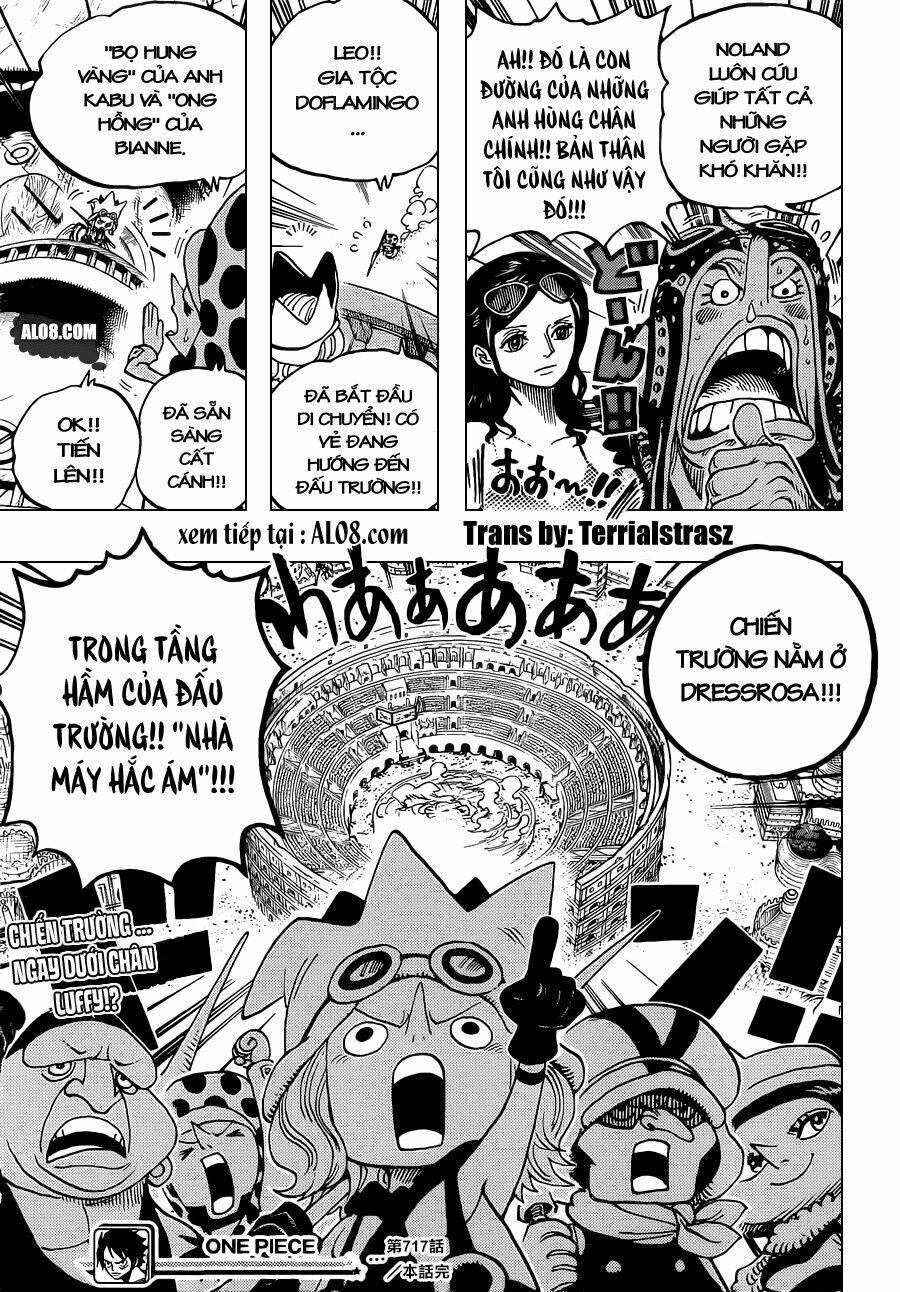 NOLAND
LUÔN CỨU
GIÚP TẤT CẢ
NHỮNG
NGƯỜI GẶP
KHÓ KHĂN!!
AH!! ĐÓ LÀ CON
ĐƯỜNG CỦA NHỮNG
ANH HÙNG CHÂN
CHÍNH!! BẢN THÂN
TÔI CŨNG NHƯ VẬY
ĐÓ!!!
どーん!!
おお〜!!
LEO!!
GIA TỘC
DOFLAMINGO
...
ĐÃ BẮT ĐẦU
DI CHUYỂN! CÓ
VẺ ĐANG
HƯỚNG ĐẾN
ĐẤU TRƯỜNG!!
"BỌ HUNG
VÀNG" CỦA ANH
KABU VÀ "ONG
HỒNG" CỦA
BIANNE.
AL08.COM
ĐÃ SẴN
SÀNG
CẤT
CÁNH!!
OK!!
TIẾN
LÊN!!
xem tiếp tại : AL08.com
Trans by: Terrialstrasz
わああぁああぁ
CHIẾN
TRƯỜNG NẰM Ở
DRESSROSA!!!
TRONG TẦNG
HẦM CỦA ĐẤU
TRƯỜNG!! "NHÀ
MÁY HẮC ÁM"!!!
CHIẾN TRƯỜNG ...
NGAY DƯỚI CHÂN
LUFFY!?
ONE PIECE
第717話
...
／本話完